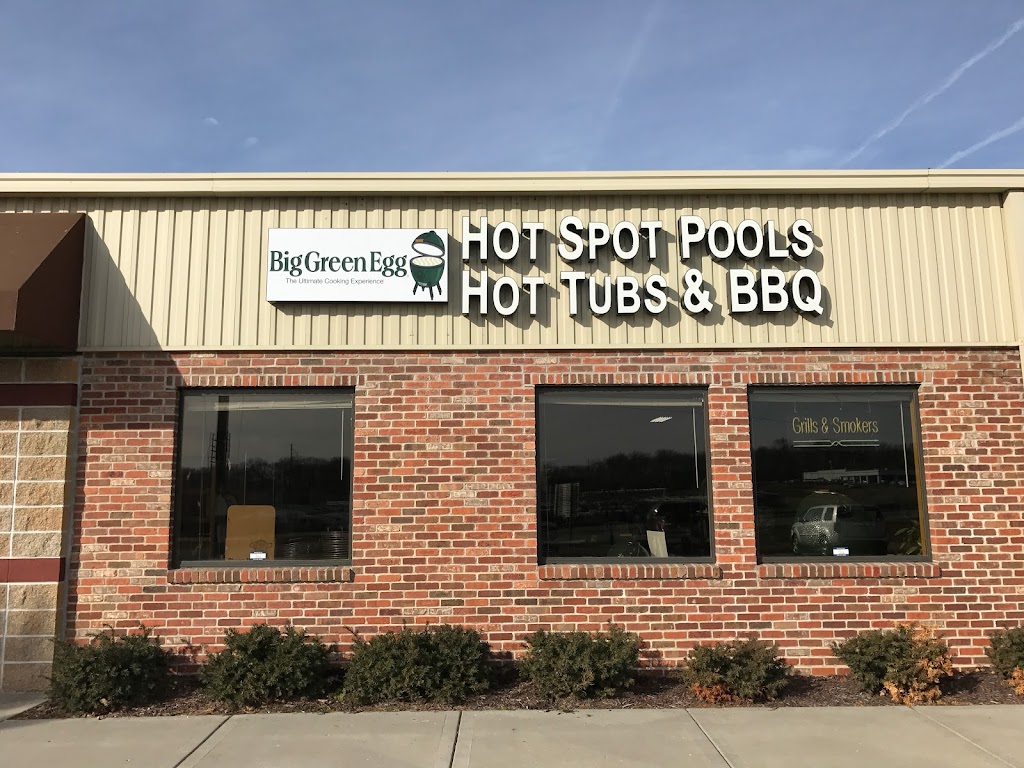 Big Green Egg
The Ultimate Cooking Experience
HOT SPOT POOLS
HOT TUBS & BBQ
Grills & Smokers